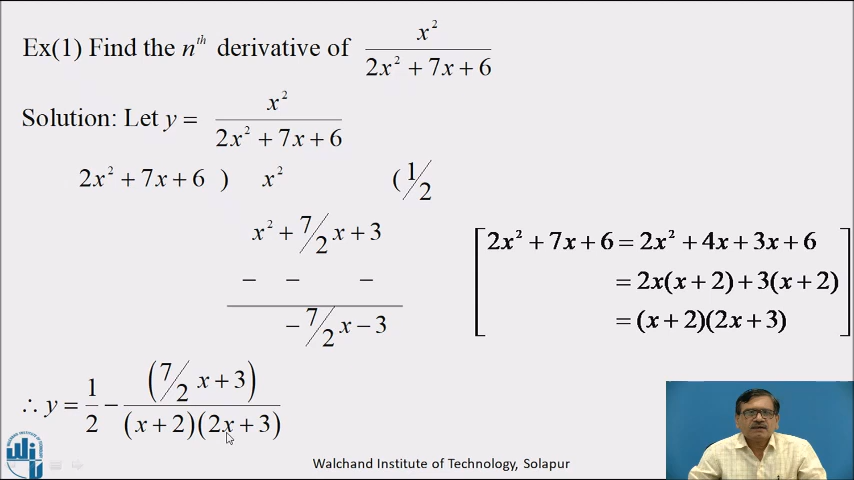 Ex(1) Find the nᵗʰ derivative of x² / (2x² + 7x + 6)
Solution: Let y = x² / (2x² + 7x + 6)
2x² + 7x + 6 ) x² ( 1/2
x² + 7/2 x + 3
− − −
− 7/2 x − 3
[ 2x² + 7x + 6 = 2x² + 4x + 3x + 6
= 2x(x + 2) + 3(x + 2)
= (x + 2)(2x + 3) ]
∴ y = 1/2 − (7/2 x + 3) / (x + 2)(2x + 3)
Walchand Institute of Technology, Solapur